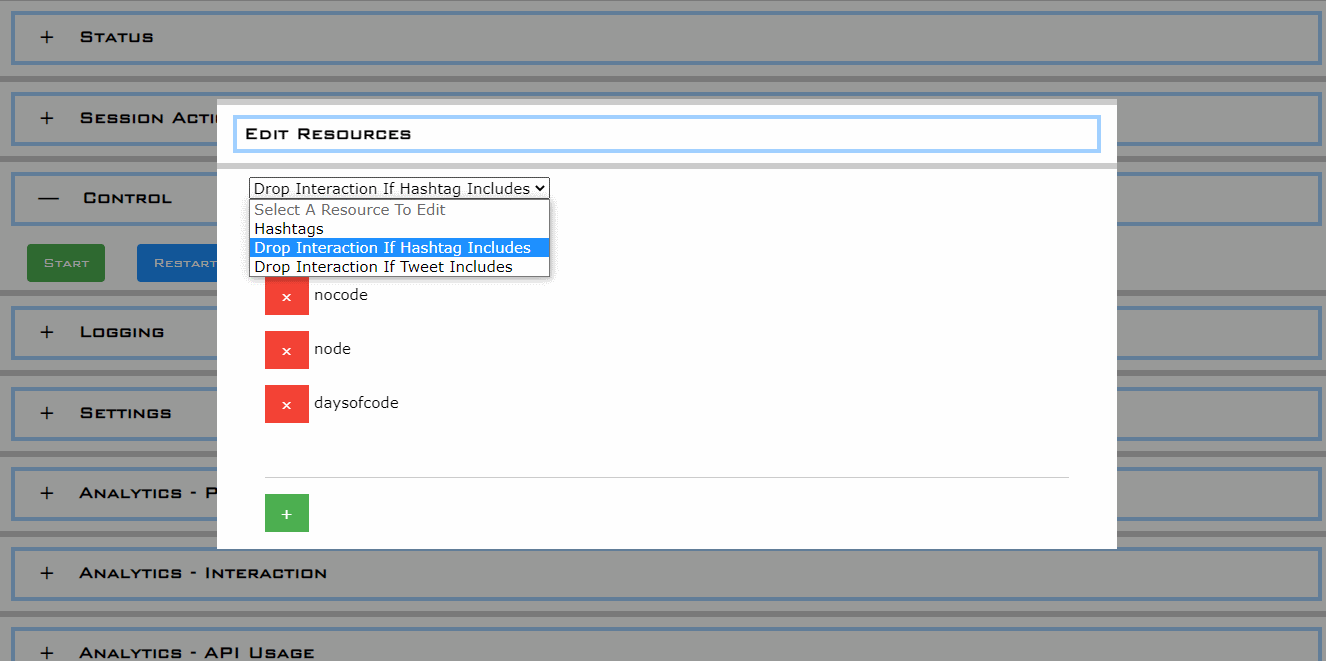 + Status
+ Session Acti
Edit Resources
— Control
Drop Interaction If Hashtag Includes
Select A Resource To Edit
Hashtags
Drop Interaction If Hashtag Includes
Drop Interaction If Tweet Includes
Start
Restart
x nocode
+ Logging
x node
x daysofcode
+ Settings
+ Analytics - P
+
+ Analytics - Interaction
+ Analytics - API Usage